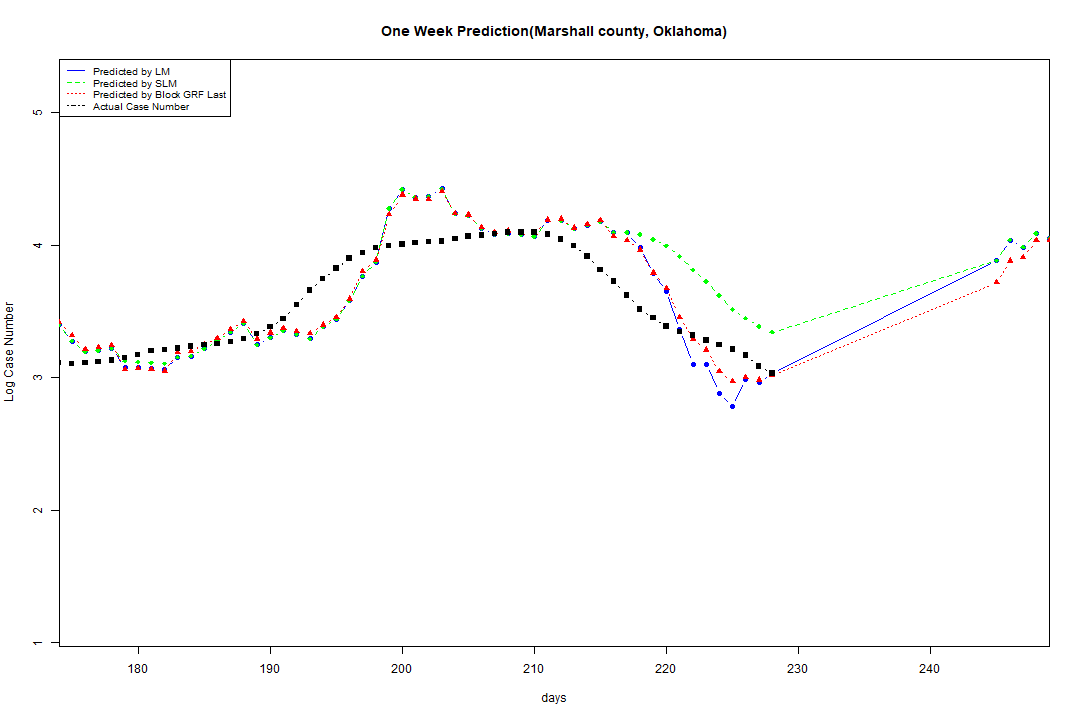 One Week Prediction(Marshall county, Oklahoma)
Predicted by LM
Predicted by SLM
Predicted by Block GRF Last
Actual Case Number
5
4
3
2
1
Log Case Number
180 190 200 210 220 230 240
days